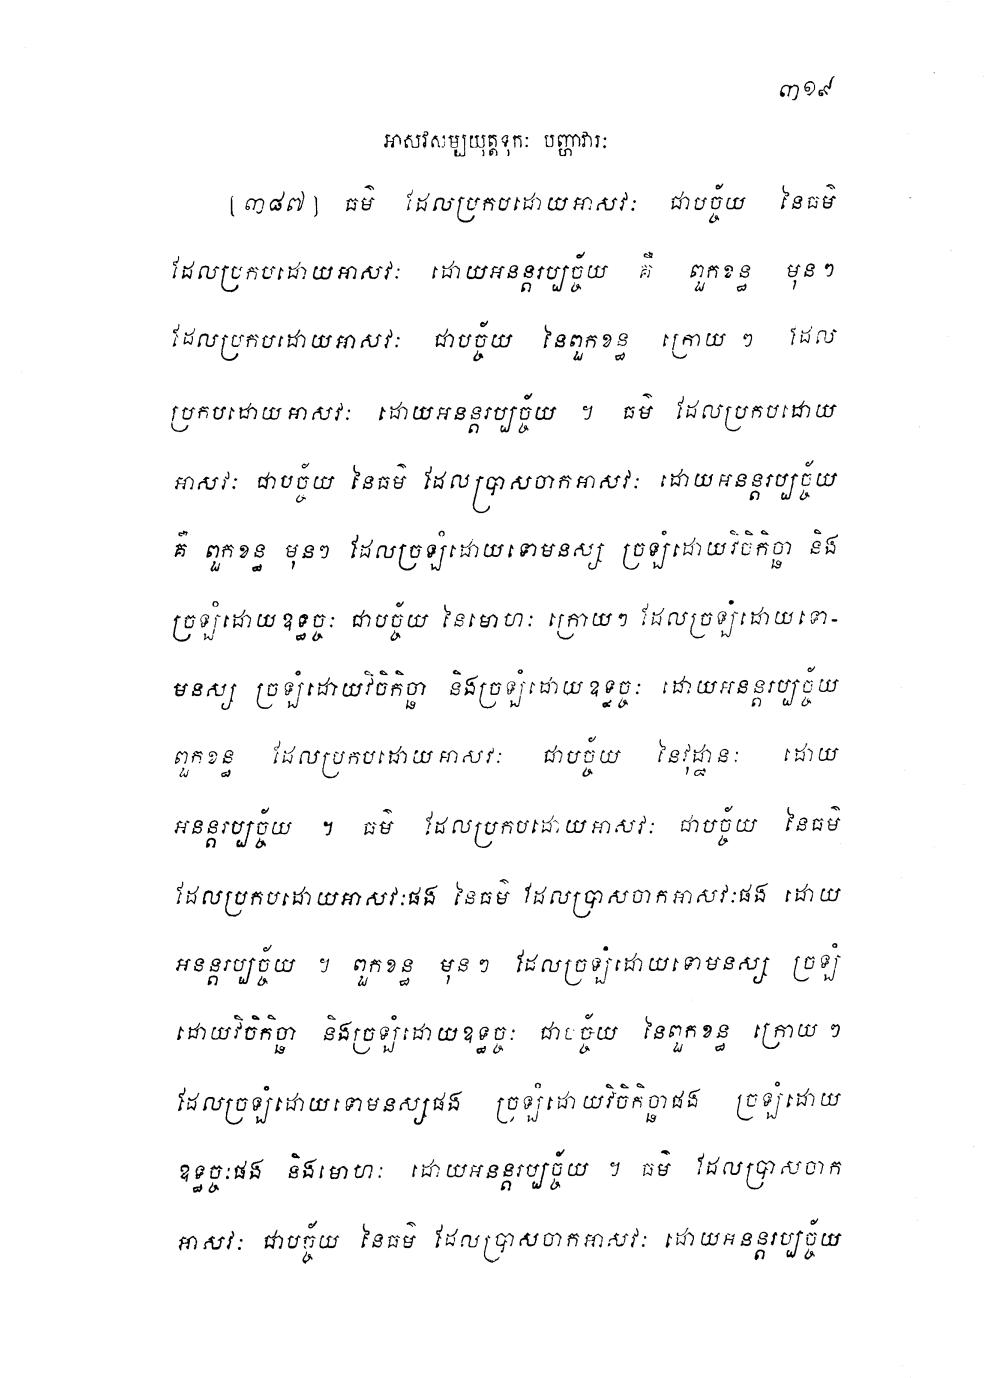 ៣១៩
អាសវសម្បយុត្តទុកៈ បញ្ហាវារៈ
[៣៨៧] ធម៌ ដែលប្រកបដោយអាសវៈ ជាបច្ច័យ នៃធម៌
ដែលប្រកបដោយអាសវៈ ដោយអនន្តរប្បច្ច័យ គឺ ពួកខន្ធ មុនៗ
ដែលប្រកបដោយអាសវៈ ជាបច្ច័យ នៃពួកខន្ធ ក្រោយ ៗ ដែល
ប្រកបដោយអាសវៈ ដោយអនន្តរប្បច្ច័យ ។ ធម៌ ដែលប្រកបដោយ
អាសវៈ ជាបច្ច័យ នៃធម៌ ដែលប្រាសចាកអាសវៈ ដោយអនន្តរប្បច្ច័យ
គឺ ពួកខន្ធ មុនៗ ដែលច្រឡំដោយទោមនស្ស ច្រឡំដោយវិចិកិច្ឆា និង
ច្រឡំដោយឧទ្ធច្ចៈ ជាបច្ច័យ នៃមោហៈ ក្រោយៗ ដែលច្រឡំដោយទោ-
មនស្ស ច្រឡំដោយវិចិកិច្ឆា និងច្រឡំដោយឧទ្ធច្ចៈ ដោយអនន្តរប្បច្ច័យ
ពួកខន្ធ ដែលប្រកបដោយអាសវៈ ជាបច្ច័យ នៃវុដ្ឋានៈ ដោយ
អនន្តរប្បច្ច័យ ។ ធម៌ ដែលប្រកបដោយអាសវៈ ជាបច្ច័យ នៃធម៌
ដែលប្រកបដោយអាសវៈផង នៃធម៌ ដែលប្រាសចាកអាសវៈផង ដោយ
អនន្តរប្បច្ច័យ ។ ពួកខន្ធ មុនៗ ដែលច្រឡំដោយទោមនស្ស ច្រឡំ
ដោយវិចិកិច្ឆា និងច្រឡំដោយឧទ្ធច្ចៈ ជាបច្ច័យ នៃពួកខន្ធ ក្រោយ ៗ
ដែលច្រឡំដោយទោមនស្សផង ច្រឡំដោយវិចិកិច្ឆាផង ច្រឡំដោយ
ឧទ្ធច្ចៈផង និងមោហៈ ដោយអនន្តរប្បច្ច័យ ។ ធម៌ ដែលប្រាសចាក
អាសវៈ ជាបច្ច័យ នៃធម៌ ដែលប្រាសចាកអាសវៈ ដោយអនន្តរប្បច្ច័យ